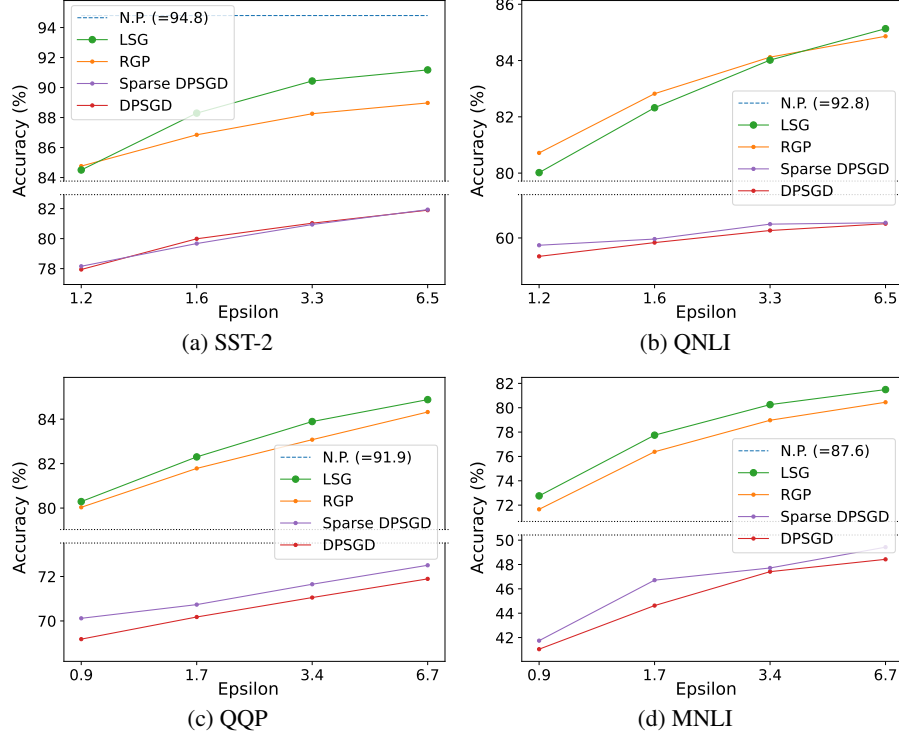 N.P. (=94.8)
LSG
RGP
Sparse DPSGD
DPSGD
94
92
90
88
86
84
82
80
78
Accuracy (%)
1.2 1.6 3.3 6.5
Epsilon
(a) SST-2
86
84
82
80
60
Accuracy (%)
N.P. (=92.8)
LSG
RGP
Sparse DPSGD
DPSGD
1.2 1.6 3.3 6.5
Epsilon
(b) QNLI
84
82
80
72
70
Accuracy (%)
N.P. (=91.9)
LSG
RGP
Sparse DPSGD
DPSGD
0.9 1.7 3.4 6.7
Epsilon
(c) QQP
82
80
78
76
74
72
50
48
46
44
42
Accuracy (%)
N.P. (=87.6)
LSG
RGP
Sparse DPSGD
DPSGD
0.9 1.7 3.4 6.7
Epsilon
(d) MNLI